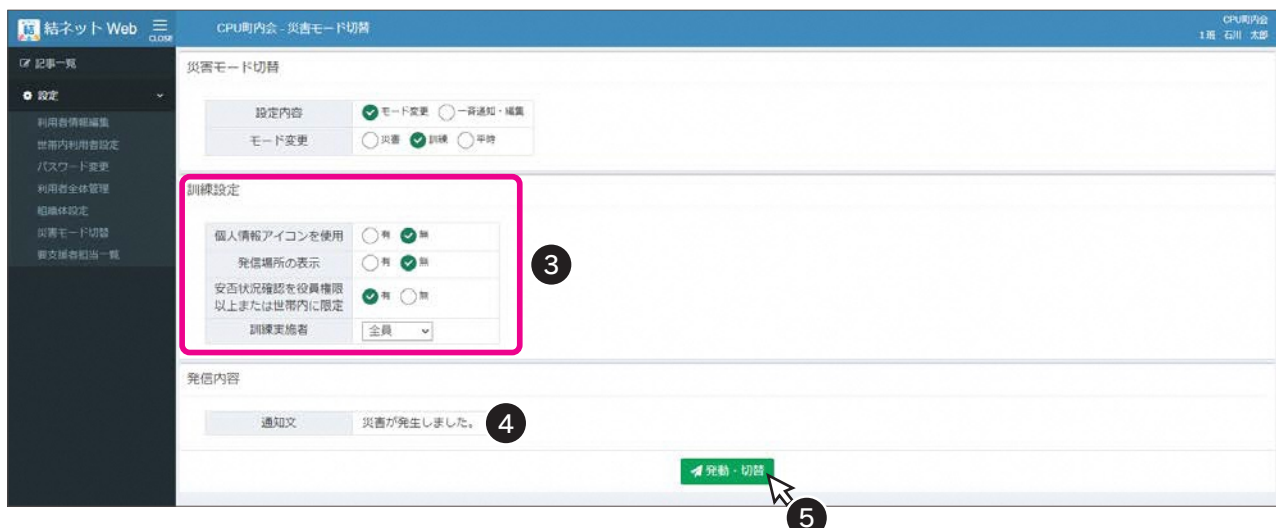 結 結ネット Web CLOSE CPU町内会 - 災害モード切替 CPU町内会
1班 石川 太郎
記事一覧
設定
利用者情報編集
世帯内利用者設定
パスワード変更
利用者全体管理
組織体設定
災害モード切替
要支援者担当一覧
災害モード切替
設定内容 モード変更 一斉通知・編集
モード変更 災害 訓練 平時
訓練設定
個人情報アイコンを使用 有 無
発信場所の表示 有 無
安否状況確認を役員権限
以上または世帯内に限定 有 無
訓練実施者 全員
3
発信内容
通知文 災害が発生しました。 4
発動・切替
5